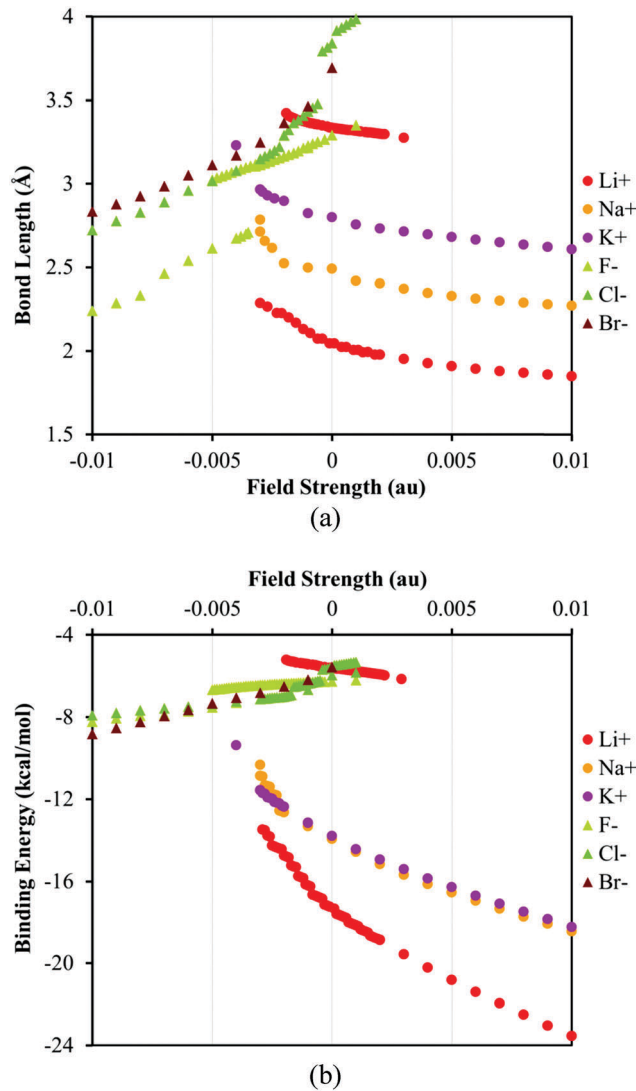 4
3.5
3
2.5
2
1.5
Bond Length (Å)
-0.01 -0.005 0 0.005 0.01
Field Strength (au)
Li+
Na+
K+
F-
Cl-
Br-
(a)
Field Strength (au)
-0.01 -0.005 0 0.005 0.01
-4
-8
-12
-16
-20
-24
Binding Energy (kcal/mol)
Li+
Na+
K+
F-
Cl-
Br-
(b)